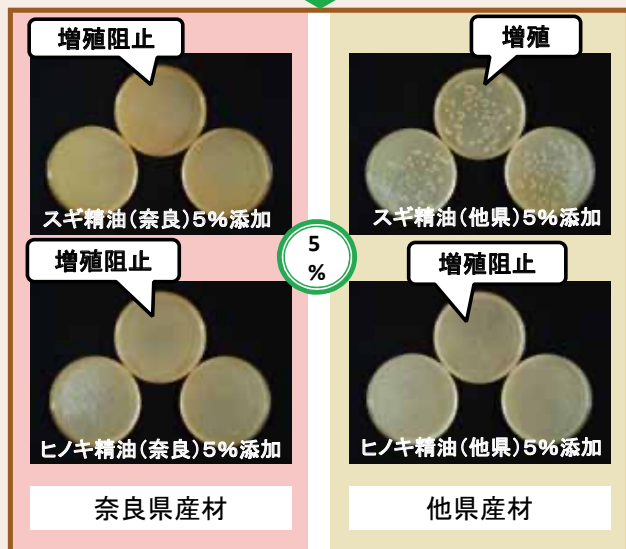 増殖阻止
増殖
スギ精油(奈良)5%添加
スギ精油(他県)5%添加
5
%
増殖阻止
増殖阻止
ヒノキ精油(奈良)5%添加
ヒノキ精油(他県)5%添加
奈良県産材
他県産材